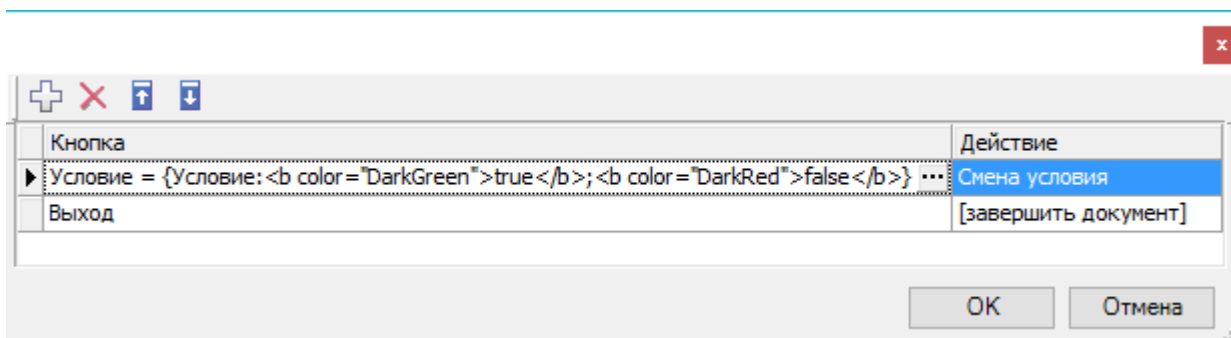 x
Кнопка Действие
Условие = {Условие:<b color="DarkGreen">true</b>;<b color="DarkRed">false</b>} ... Смена условия
Выход [завершить документ]
OK Отмена